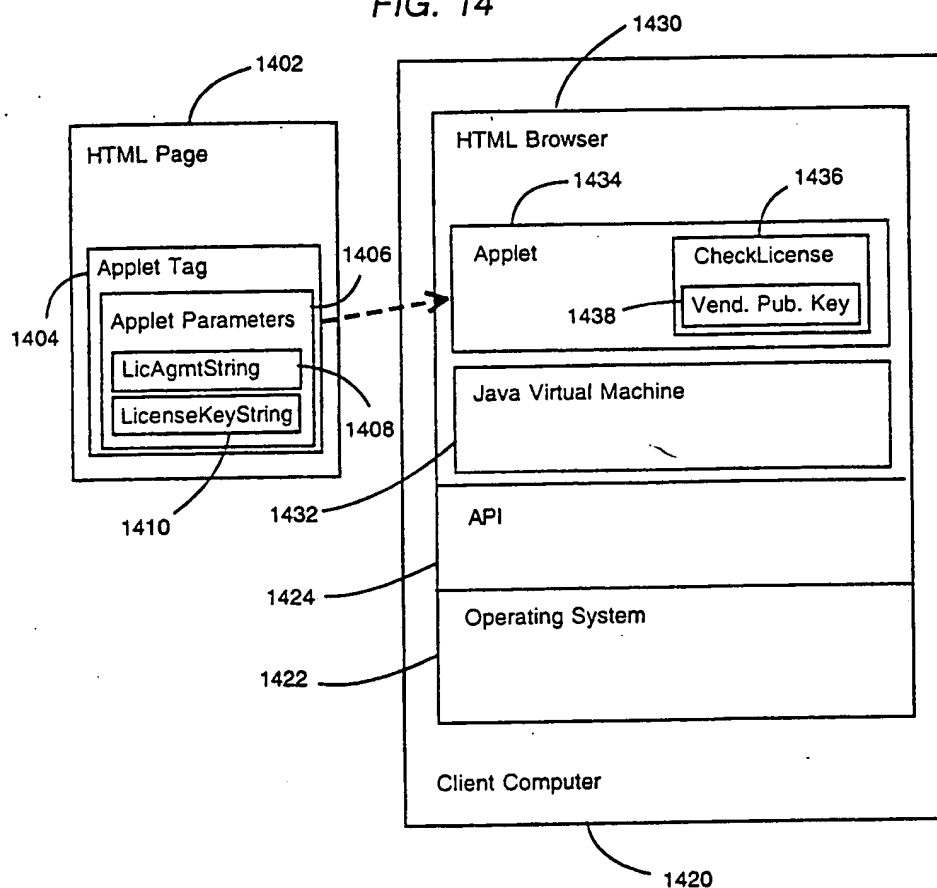 FIG. 14
1430
1402
HTML Page
HTML Browser
1434
1436
Applet
CheckLicense
1438
Vend. Pub. Key
1406
Applet Tag
1404
Applet Parameters
LicAgmtString
1408
LicenseKeyString
1410
Java Virtual Machine
1432
API
1424
Operating System
1422
Client Computer
1420